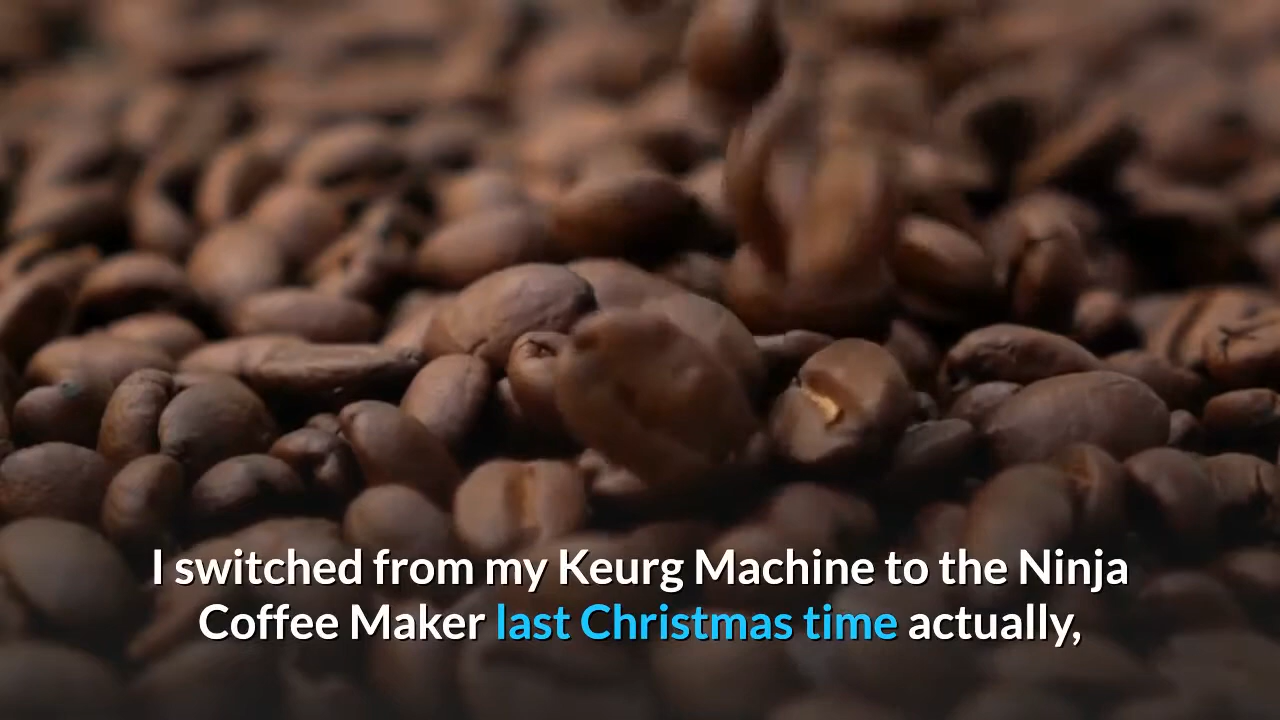 I switched from my Keurg Machine to the Ninja
Coffee Maker last Christmas time actually,